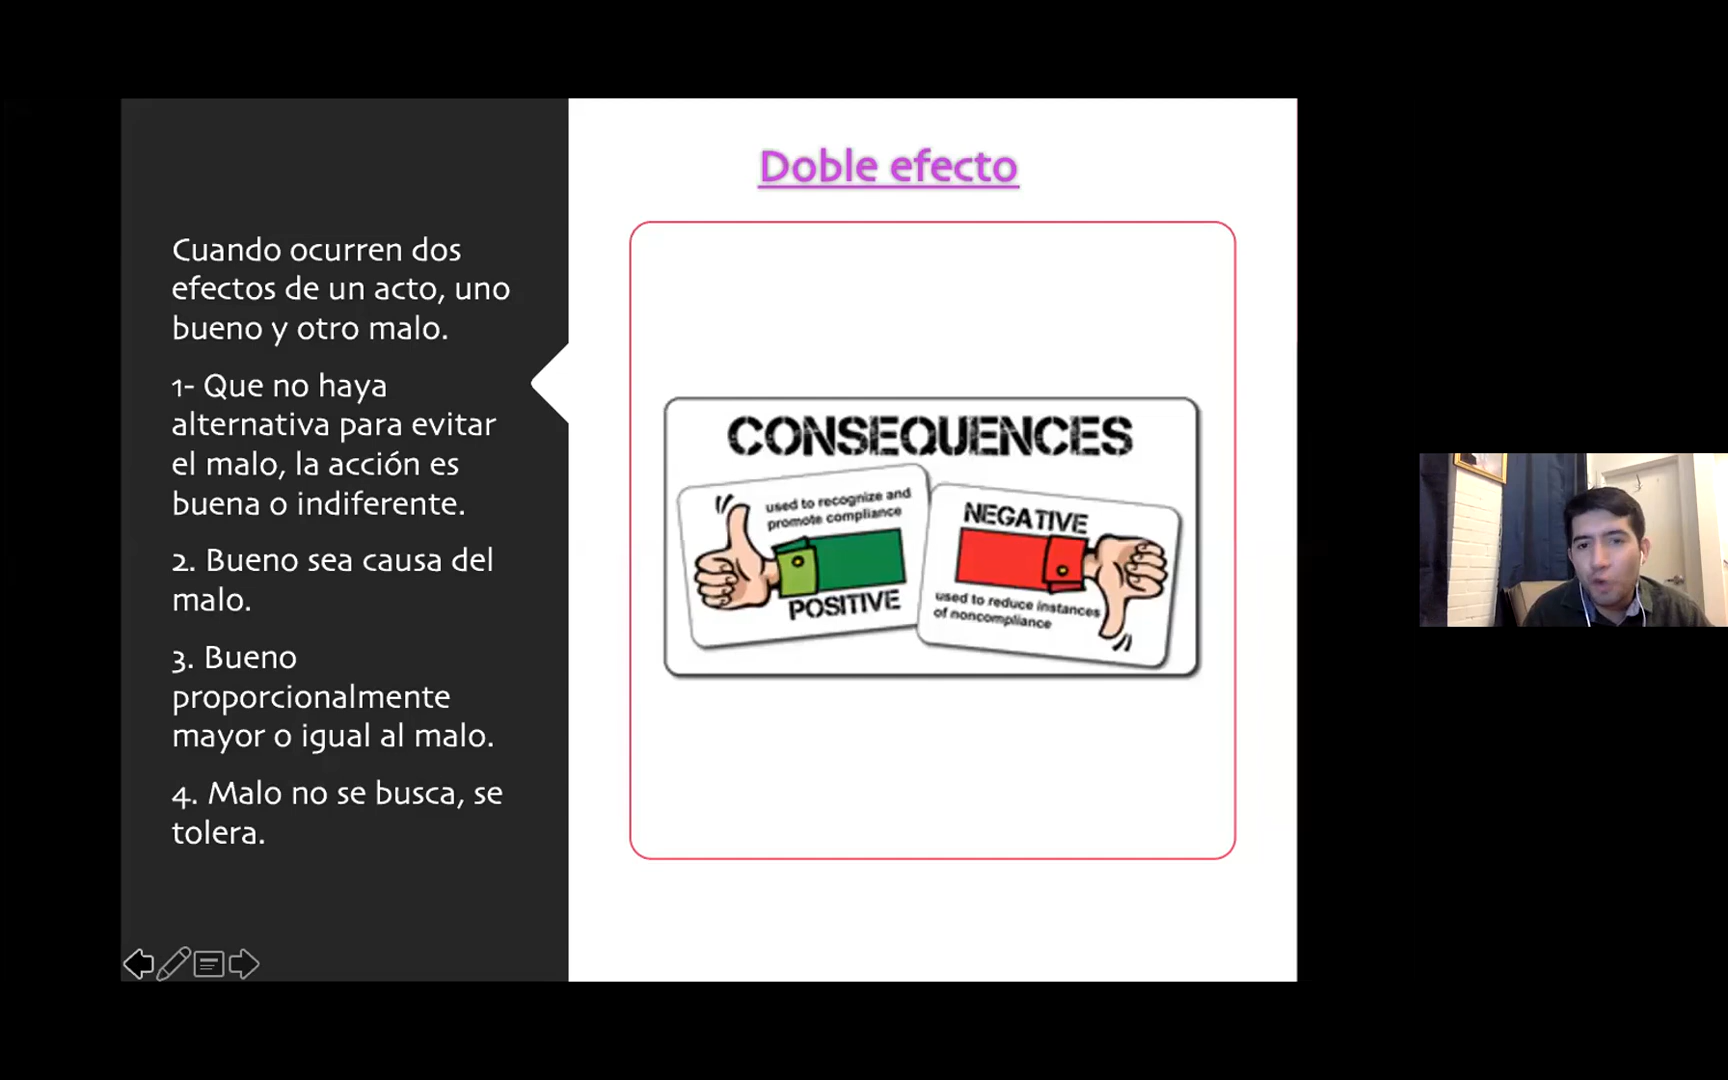 Doble efecto
Cuando ocurren dos
efectos de un acto, uno
bueno y otro malo.
1- Que no haya
alternativa para evitar
el malo, la acción es
buena o indiferente.
2. Bueno sea causa del
malo.
3. Bueno
proporcionalmente
mayor o igual al malo.
4. Malo no se busca, se
tolera.
CONSEQUENCES
used to recognize and
promote compliance
POSITIVE
NEGATIVE
used to reduce instances
of noncompliance